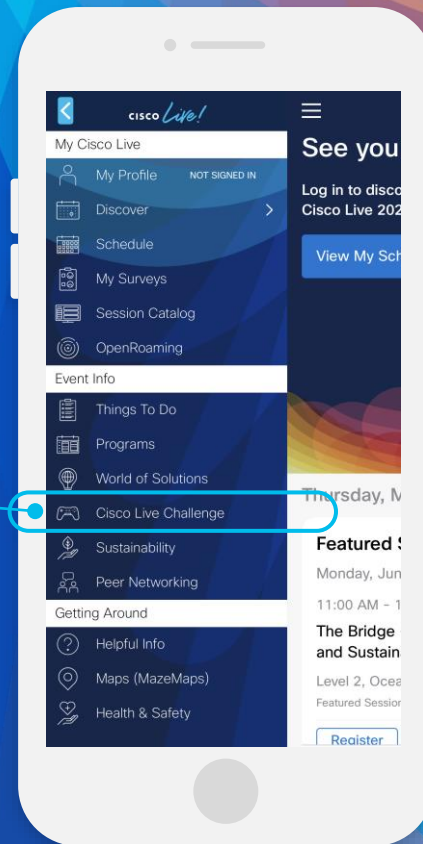 cisco Live!
My Cisco Live
My Profile NOT SIGNED IN
Discover
Schedule
My Surveys
Session Catalog
OpenRoaming
Event Info
Things To Do
Programs
World of Solutions
Cisco Live Challenge
Sustainability
Peer Networking
Getting Around
Helpful Info
Maps (MazeMaps)
Health & Safety
See you
Log in to disco
Cisco Live 202
View My Sch
Thursday, M
Featured S
Monday, Jun
11:00 AM - 1
The Bridge
and Sustain
Level 2, Ocea
Featured Session
Register